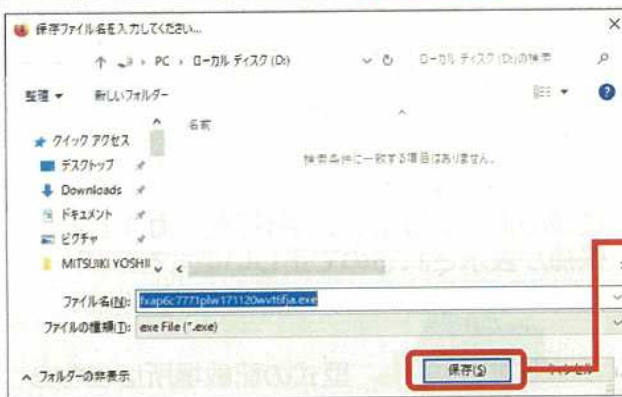 保存ファイル名を入力してください...
PC › ローカル ディスク (D:)
ローカル ディスク (D:)の検索
整理 新しいフォルダー
名前
クイック アクセス
検索条件に一致する項目はありません。
デスクトップ
Downloads
ドキュメント
ピクチャ
MITSUIKI YOSHII
ファイル名(N): fxap6c7771plw171120wvt6fja.exe
ファイルの種類(T): exe File (*.exe)
フォルダーの非表示
保存(S)
キャンセル